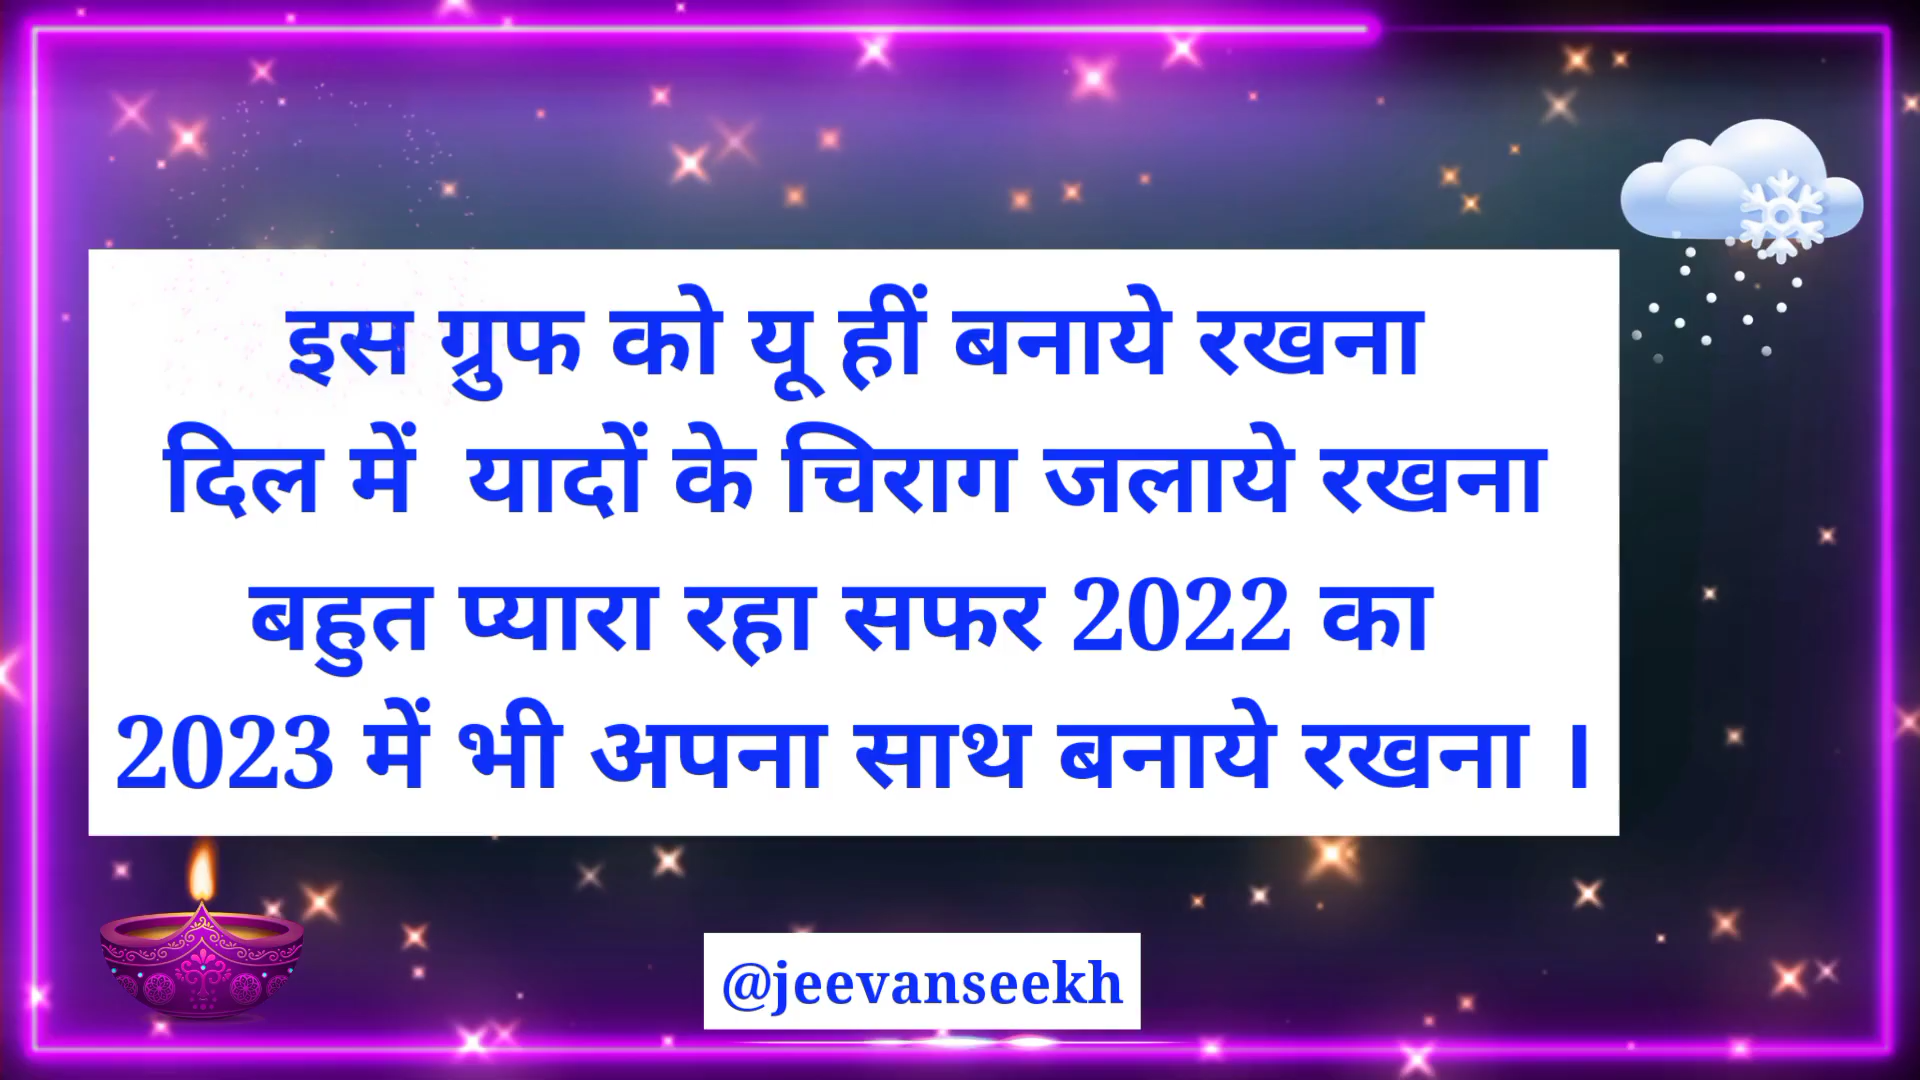 इस ग्रुफ को यू हीं बनाये रखना
दिल में यादों के चिराग जलाये रखना
बहुत प्यारा रहा सफर 2022 का
2023 में भी अपना साथ बनाये रखना ।
@jeevanseekh